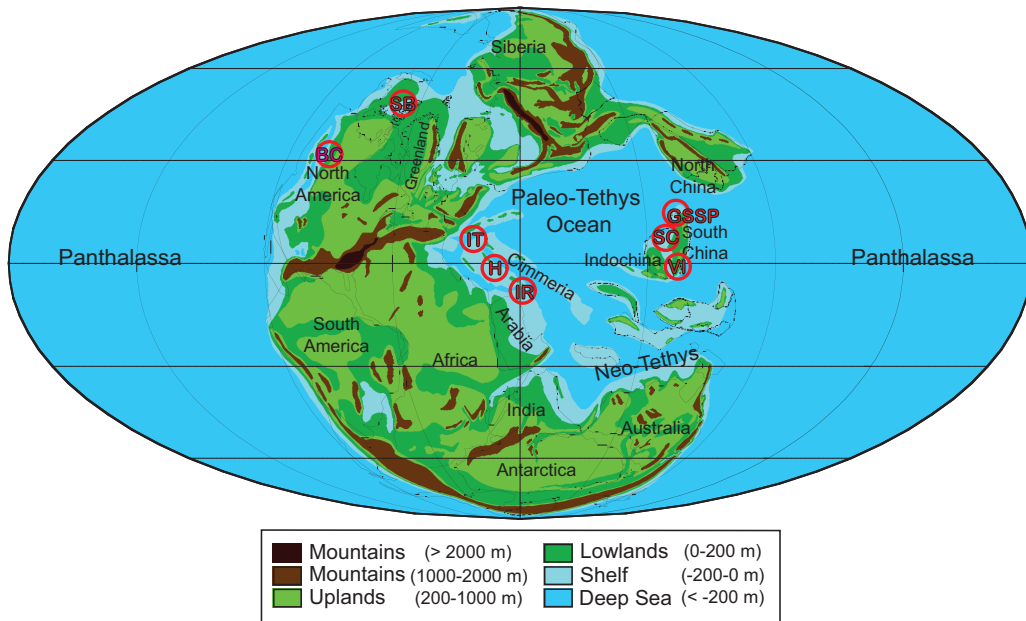 Siberia
SB
BC
North
America
Greenland
North
China
Paleo-Tethys
Ocean
GSSP
SC
South
China
IT
Panthalassa
Indochina
VI
Panthalassa
H
Cimmeria
IR
Arabia
South
America
Africa
Neo-Tethys
India
Australia
Antarctica
Mountains (> 2000 m)
Mountains (1000-2000 m)
Uplands (200-1000 m)
Lowlands (0-200 m)
Shelf (-200-0 m)
Deep Sea (< -200 m)